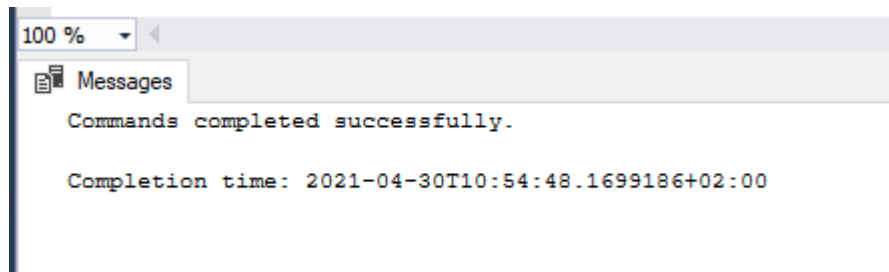 100 %
Messages
Commands completed successfully.
Completion time: 2021-04-30T10:54:48.1699186+02:00